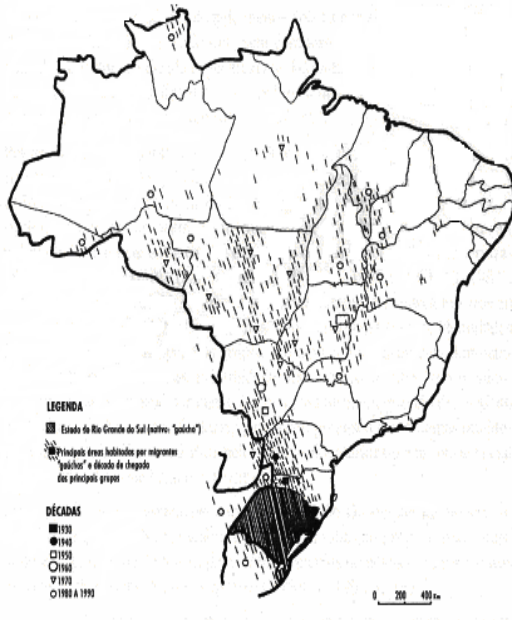 LEGENDA
Estado do Rio Grande do Sul (nativos "gaúcho")
Principais áreas habitadas por migrantes
"gaúchos" e década de chegada
dos principais grupos
DÉCADAS
1930
1940
1950
1960
1970
1980 A 1990
0 200 400 Km